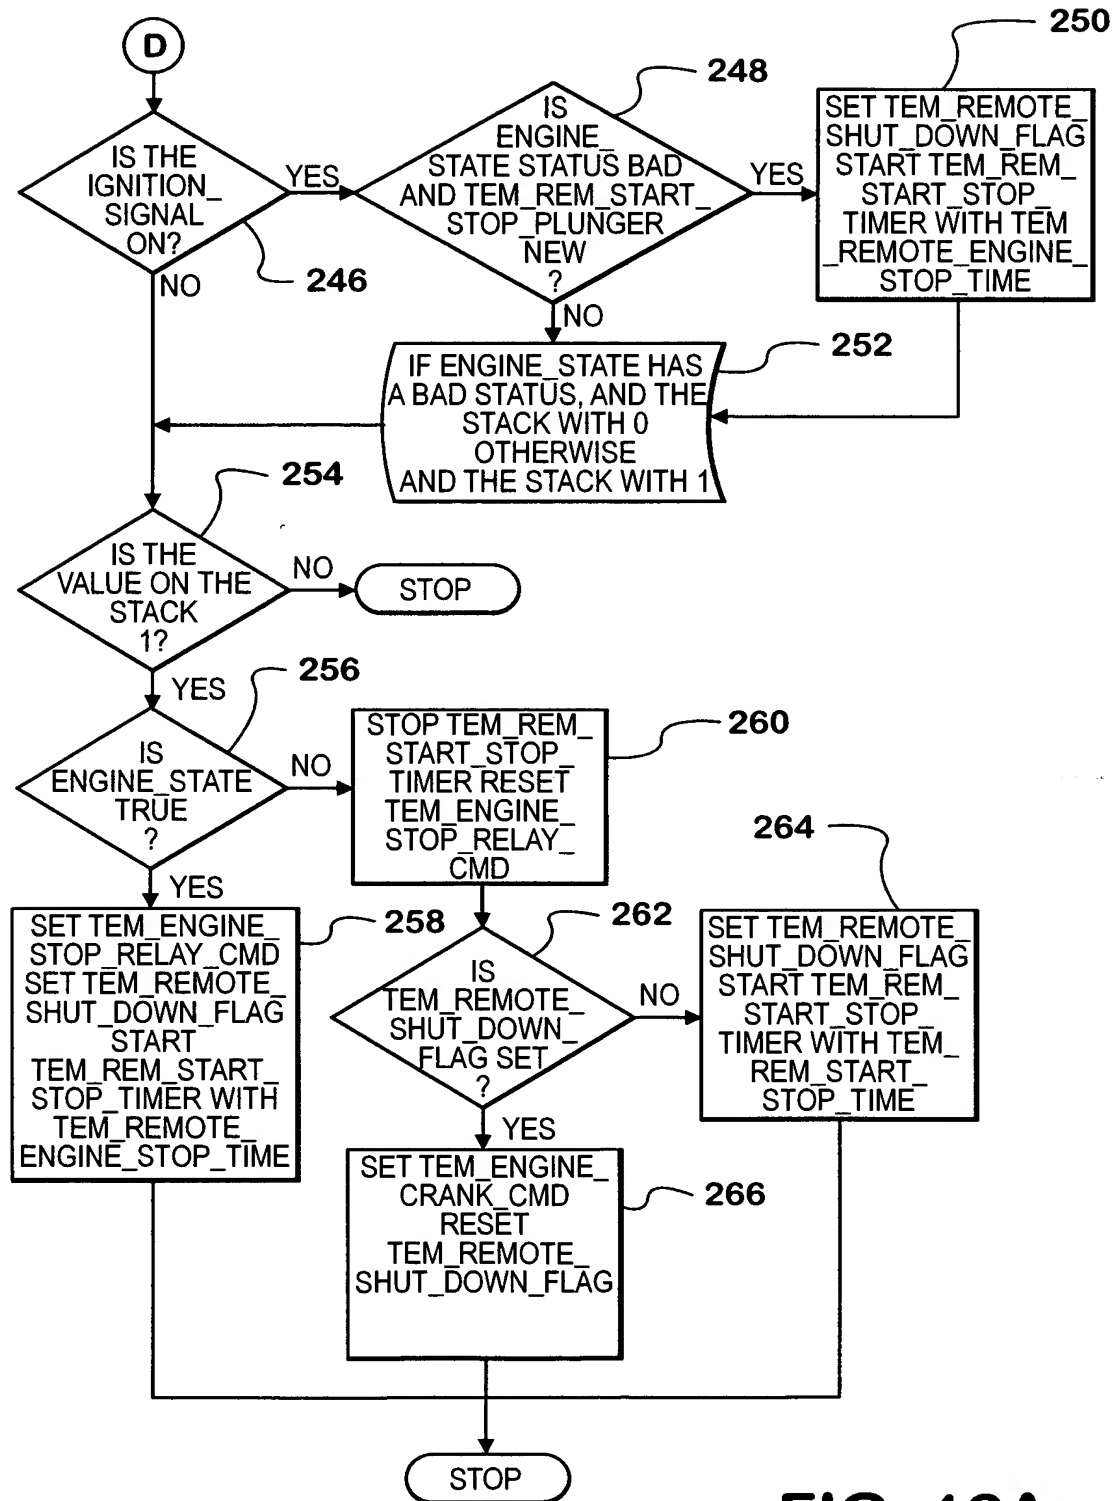 D
IS THE
IGNITION_
SIGNAL
ON?
246
YES
NO
IS
ENGINE_
STATE STATUS BAD
AND TEM_REM_START_
STOP_PLUNGER
NEW
?
248
YES
NO
SET TEM_REMOTE_
SHUT_DOWN_FLAG
START TEM_REM_
START_STOP_
TIMER WITH TEM
_REMOTE_ENGINE_
STOP_TIME
250
IF ENGINE_STATE HAS
A BAD STATUS, AND THE
STACK WITH 0
OTHERWISE
AND THE STACK WITH 1
252
IS THE
VALUE ON THE
STACK
1?
254
NO
STOP
YES
IS
ENGINE_STATE
TRUE
?
256
NO
YES
STOP TEM_REM_
START_STOP_
TIMER RESET
TEM_ENGINE_
STOP_RELAY_
CMD
260
SET TEM_ENGINE_
STOP_RELAY_CMD
SET TEM_REMOTE_
SHUT_DOWN_FLAG
START
TEM_REM_START_
STOP_TIMER WITH
TEM_REMOTE_
ENGINE_STOP_TIME
258
IS
TEM_REMOTE_
SHUT_DOWN_
FLAG SET
?
262
NO
YES
SET TEM_REMOTE_
SHUT_DOWN_FLAG
START TEM_REM_
START_STOP_
TIMER WITH TEM_
REM_START_
STOP_TIME
264
SET TEM_ENGINE_
CRANK_CMD
RESET
TEM_REMOTE_
SHUT_DOWN_FLAG
266
STOP